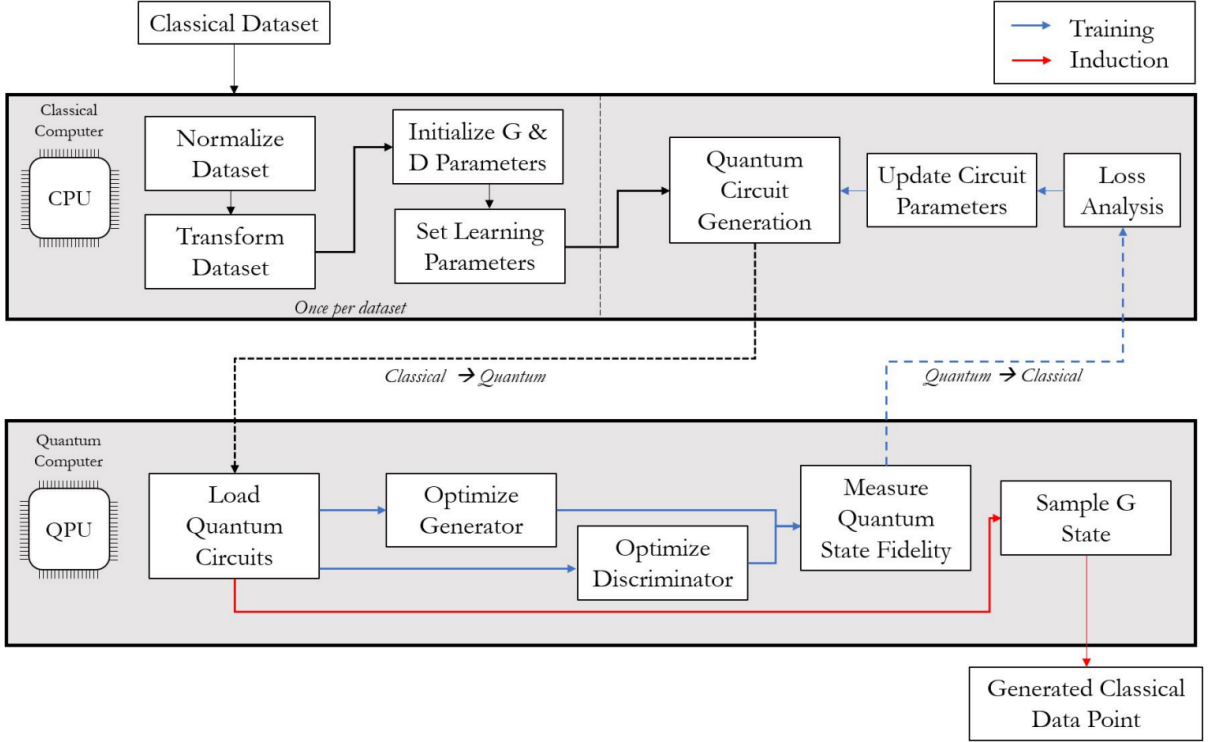 Classical Dataset
Training
Induction
Classical
Computer
CPU
Normalize
Dataset
Transform
Dataset
Initialize G &
D Parameters
Set Learning
Parameters
Once per dataset
Quantum
Circuit
Generation
Update Circuit
Parameters
Loss
Analysis
Classical → Quantum
Quantum → Classical
Quantum
Computer
QPU
Load
Quantum
Circuits
Optimize
Generator
Optimize
Discriminator
Measure
Quantum
State Fidelity
Sample G
State
Generated Classical
Data Point